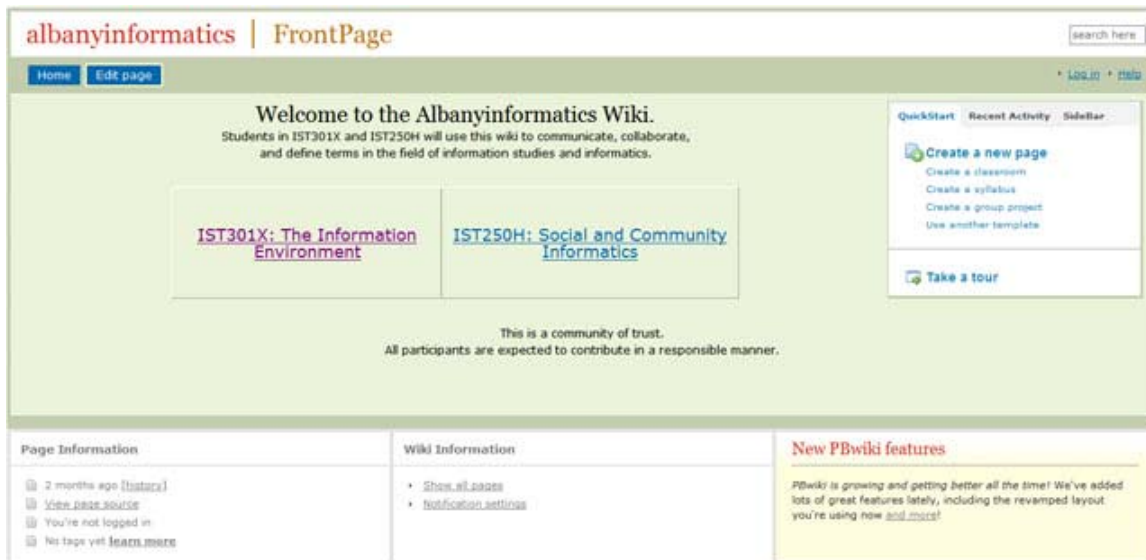 albanyinformatics | FrontPage
search here
Home Edit page
Log in Help
Welcome to the Albanyinformatics Wiki.
Students in IST301X and IST250H will use this wiki to communicate, collaborate,
and define terms in the field of information studies and informatics.
IST301X: The Information
Environment
IST250H: Social and Community
Informatics
This is a community of trust.
All participants are expected to contribute in a responsible manner.
QuickStart Recent Activity SideBar
Create a new page
Create a classroom
Create a syllabus
Create a group project
Use another template
Take a tour
Page Information
2 months ago [history]
View page source
You're not logged in
No tags yet learn more
Wiki Information
Show all pages
Notification settings
New PBwiki features
PBwiki is growing and getting better all the time! We've added
lots of great features lately, including the revamped layout
you're using now and more!